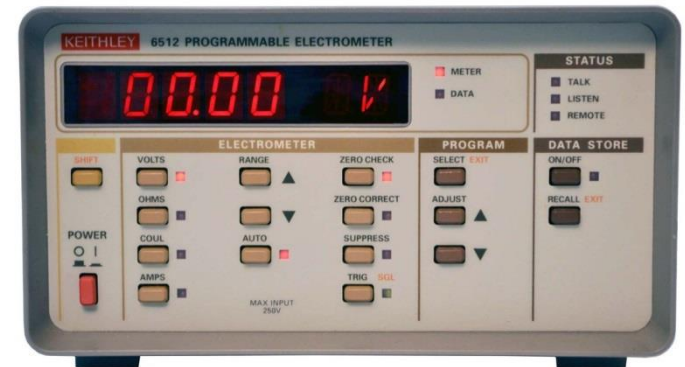 KEITHLEY 6512 PROGRAMMABLE ELECTROMETER
00.00 V
METER
DATA
STATUS
TALK
LISTEN
REMOTE
ELECTROMETER
PROGRAM
DATA STORE
SHIFT
VOLTS
RANGE
ZERO CHECK
SELECT EXIT
ON/OFF
OHMS
ZERO CORRECT
ADJUST
RECALL EXIT
POWER
O I
COUL
AUTO
SUPPRESS
AMPS
TRIG SGL
MAX INPUT
250V